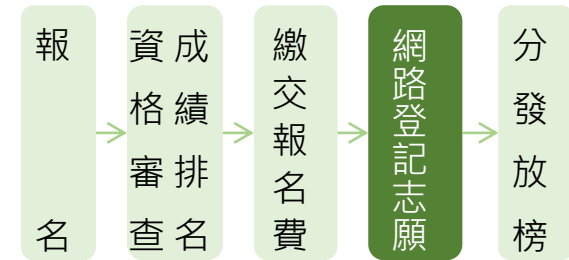 報名
資格審查
成績排名
繳交報名費
網路登記志願
分發放榜